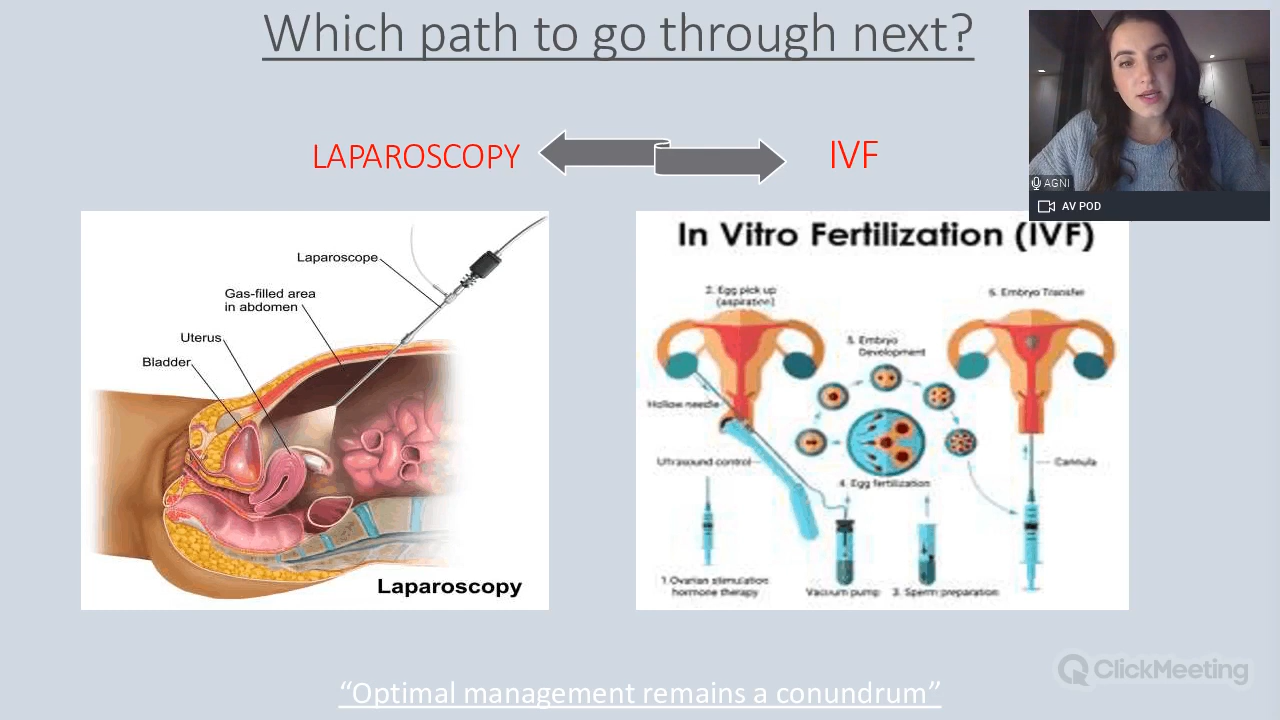 Which path to go through next?
LAPAROSCOPY
IVF
AGNI
AV POD
Laparoscope
Gas-filled area
in abdomen
Uterus
Bladder
Laparoscopy
In Vitro Fertilization (IVF)
2. Egg pick up
(aspiration)
5. Embryo
Development
6. Embryo Transfer
Hollow needle
Ultrasound control
4. Egg fertilization
Cannula
1. Ovarian stimulation
hormone therapy
Vacuum pump
3. Sperm preparation
ClickMeeting
“Optimal management remains a conundrum”